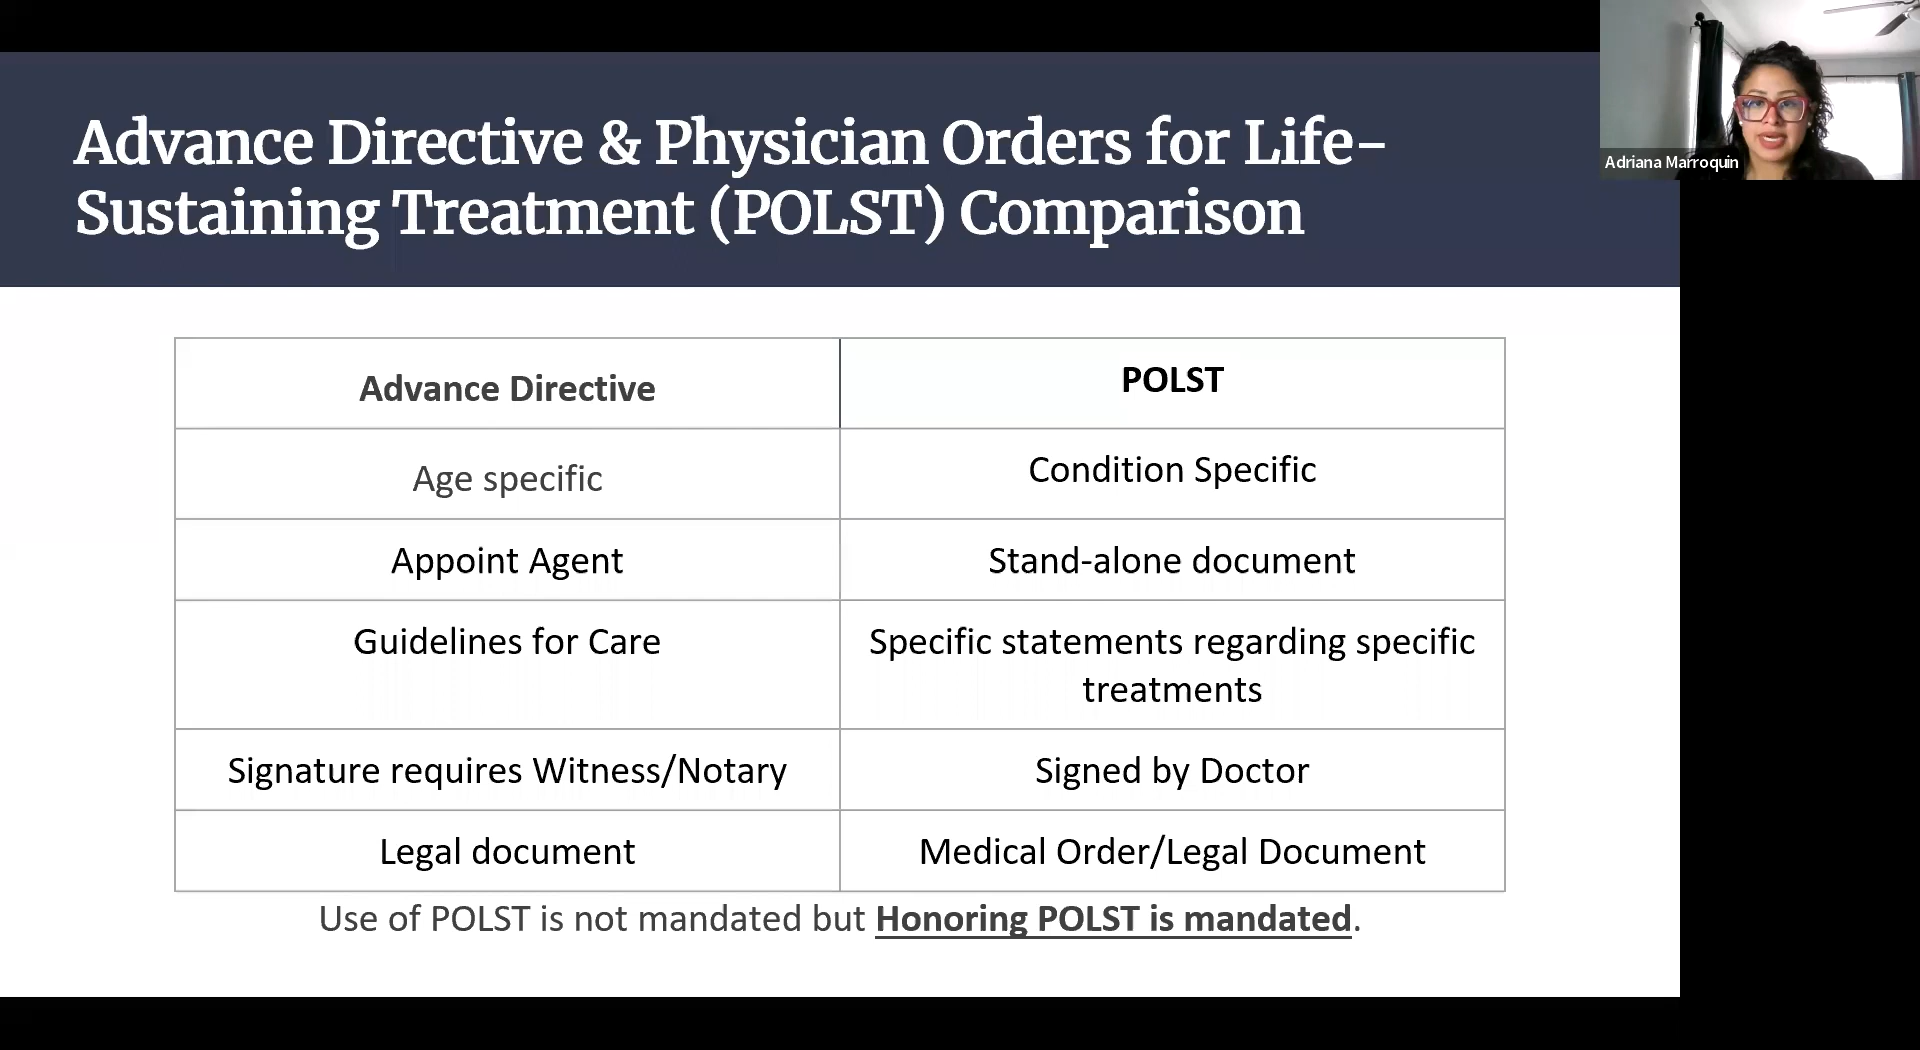 Advance Directive & Physician Orders for Life-
Sustaining Treatment (POLST) Comparison
Adriana Marroquin
Advance Directive
POLST
Age specific
Condition Specific
Appoint Agent
Stand-alone document
Guidelines for Care
Specific statements regarding specific
treatments
Signature requires Witness/Notary
Signed by Doctor
Legal document
Medical Order/Legal Document
Use of POLST is not mandated but Honoring POLST is mandated.